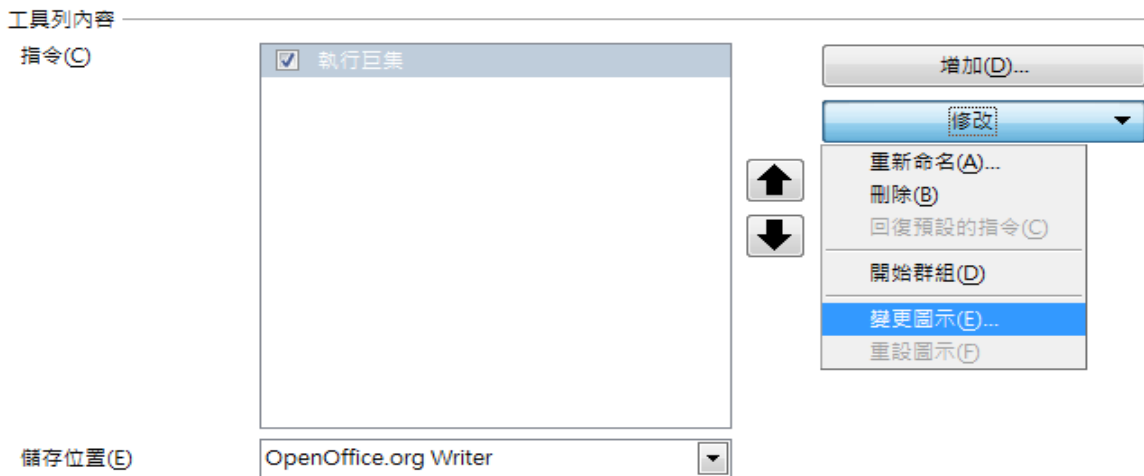 工具列內容
指令(C)
執行巨集
增加(D)...
修改
重新命名(A)...
刪除(B)
回復預設的指令(C)
開始群組(D)
變更圖示(E)...
重設圖示(F)
儲存位置(E)
OpenOffice.org Writer